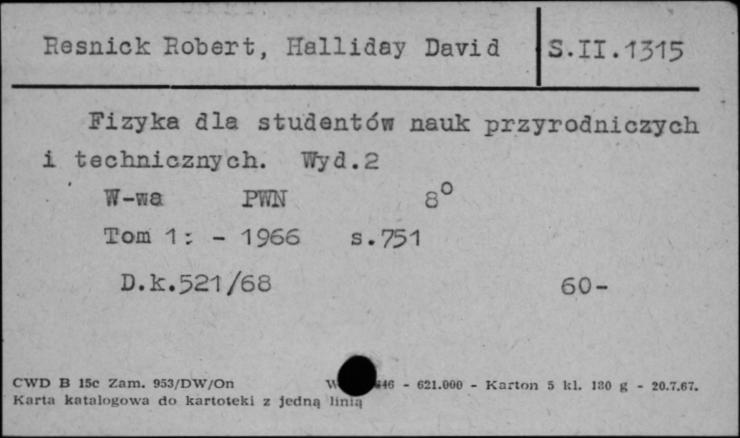 Resnick Robert, Halliday David S.II.1315
Fizyka dla studentów nauk przyrodniczych
i technicznych. Wyd.2
W-wa PWN 8°
Tom 1: - 1966 s.751
D.k.521/68 60-
CWD B 15c Zam. 953/DW/On - 621.000 - Karton 5 kl. 180 g - 20.7.67.
Karta katalogowa do kartoteki z jedną linią